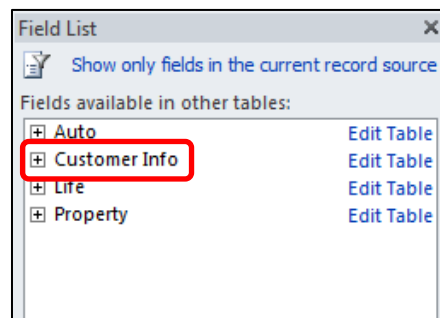 Field List
Show only fields in the current record source
Fields available in other tables:
Auto Edit Table
Customer Info Edit Table
Life Edit Table
Property Edit Table